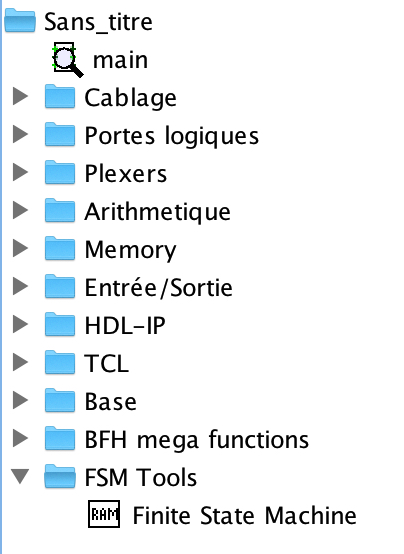 Sans_titre
main
Cablage
Portes logiques
Plexers
Arithmetique
Memory
Entrée/Sortie
HDL-IP
TCL
Base
BFH mega functions
FSM Tools
RAM Finite State Machine